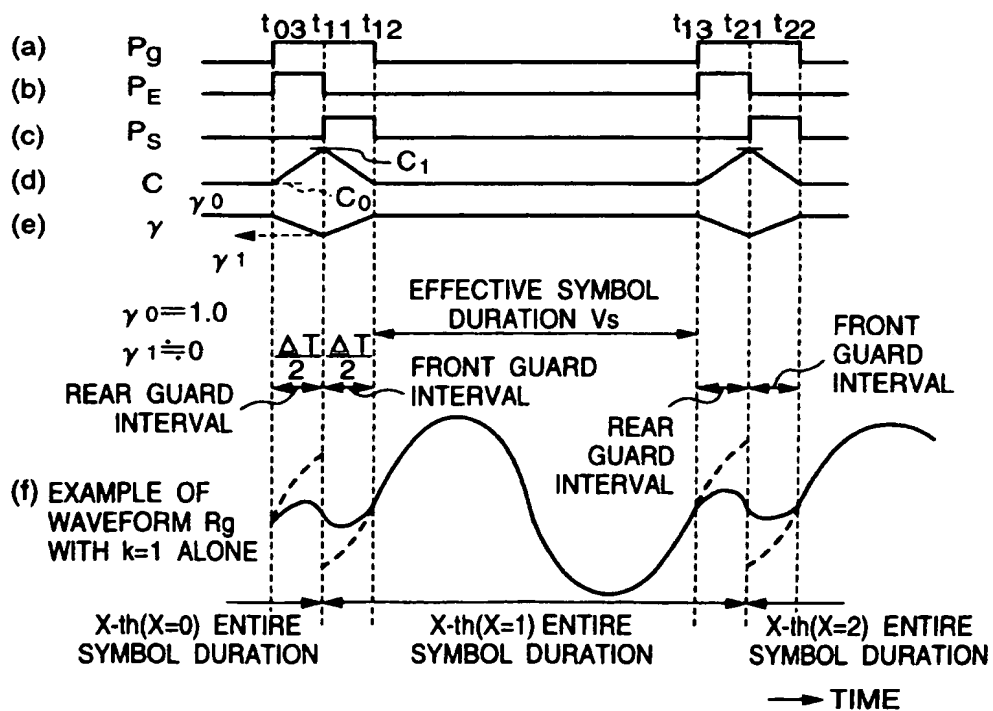 t03 t11 t12 t13 t21 t22
(a) Pg
(b) PE
(c) PS
C1
(d) C
C0
γ0
(e) γ
γ1
EFFECTIVE SYMBOL
DURATION Vs
γ0=1.0
γ1≒0
ΔT/2 ΔT/2
REAR GUARD
INTERVAL
FRONT GUARD
INTERVAL
FRONT
GUARD
INTERVAL
REAR
GUARD
INTERVAL
(f) EXAMPLE OF
WAVEFORM Rg
WITH k=1 ALONE
X-th(X=0) ENTIRE
SYMBOL DURATION
X-th(X=1) ENTIRE
SYMBOL DURATION
X-th(X=2) ENTIRE
SYMBOL DURATION
TIME